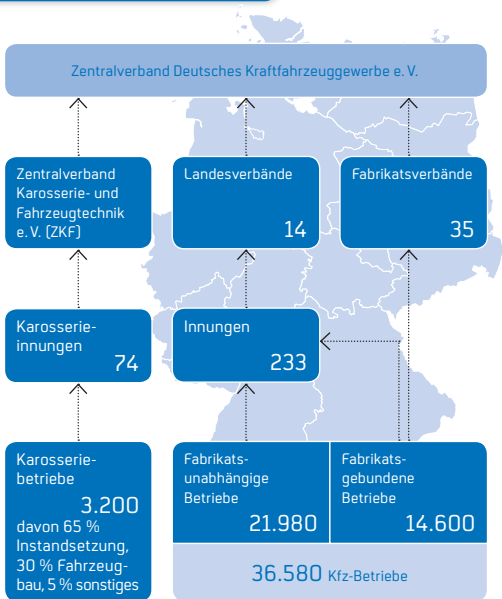 Zentralverband Deutsches Kraftfahrzeuggewerbe e. V.
Zentralverband
Karosserie- und
Fahrzeugtechnik
e. V. (ZKF)
Landesverbände
14
Fabrikatsverbände
35
Karosserie-
innungen
74
Innungen
233
Karosserie-
betriebe
3.200
davon 65 %
Instandsetzung,
30 % Fahrzeug-
bau, 5 % sonstiges
Fabrikats-
unabhängige
Betriebe
21.980
Fabrikats-
gebundene
Betriebe
14.600
36.580 Kfz-Betriebe